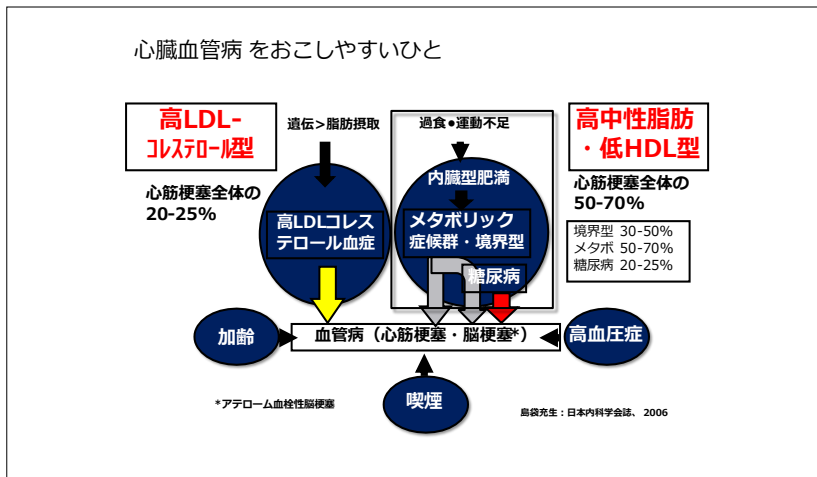 心臓血管病 をおこしやすいひと
高LDL-
ｺﾚｽﾃﾛｰﾙ型
遺伝>脂肪摂取
過食●運動不足
高中性脂肪
・低HDL型
心筋梗塞全体の
20-25%
内臓型肥満
心筋梗塞全体の
50-70%
高LDLコレス
テロール血症
メタボリック
症候群・境界型
境界型 30-50%
メタボ 50-70%
糖尿病 20-25%
糖尿病
加齢
血管病（心筋梗塞・脳梗塞*）
高血圧症
喫煙
*アテローム血栓性脳梗塞
島袋充生：日本内科学会誌、 2006